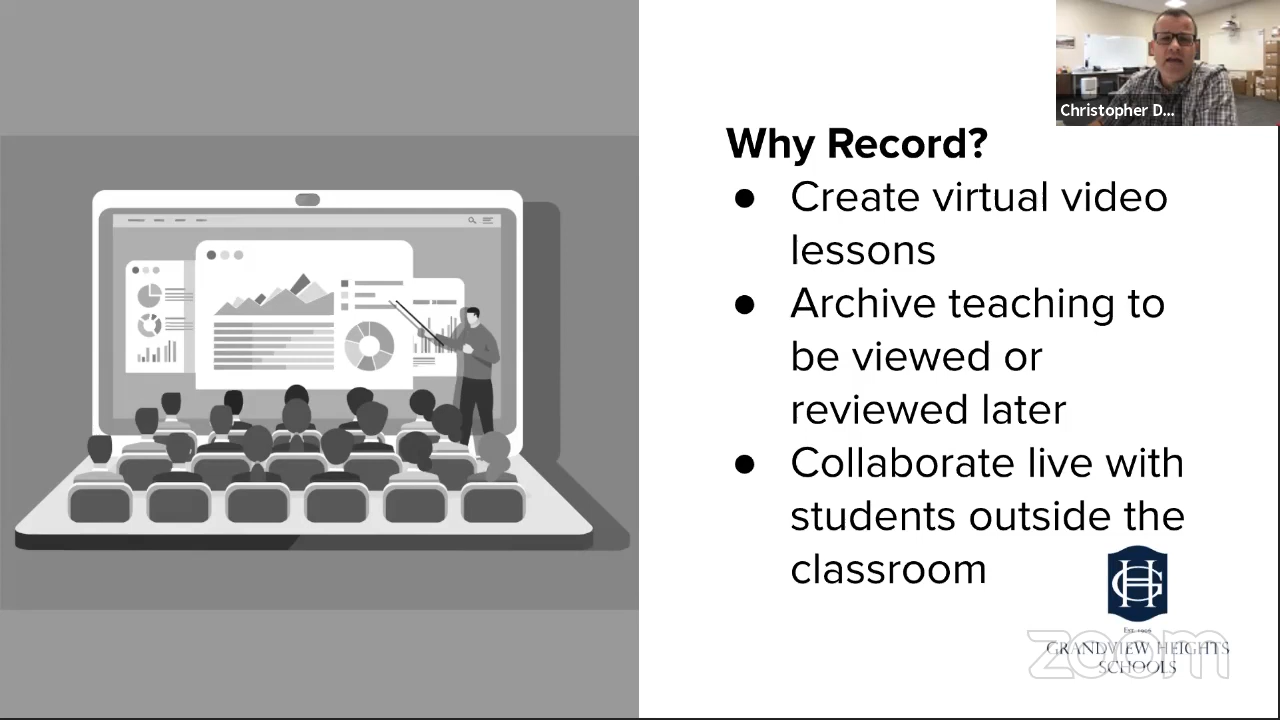 Christopher D...
Why Record?
● Create virtual video
lessons
● Archive teaching to
be viewed or
reviewed later
● Collaborate live with
students outside the
classroom
GH
zoom
GRANDVIEW HEIGHTS
SCHOOLS